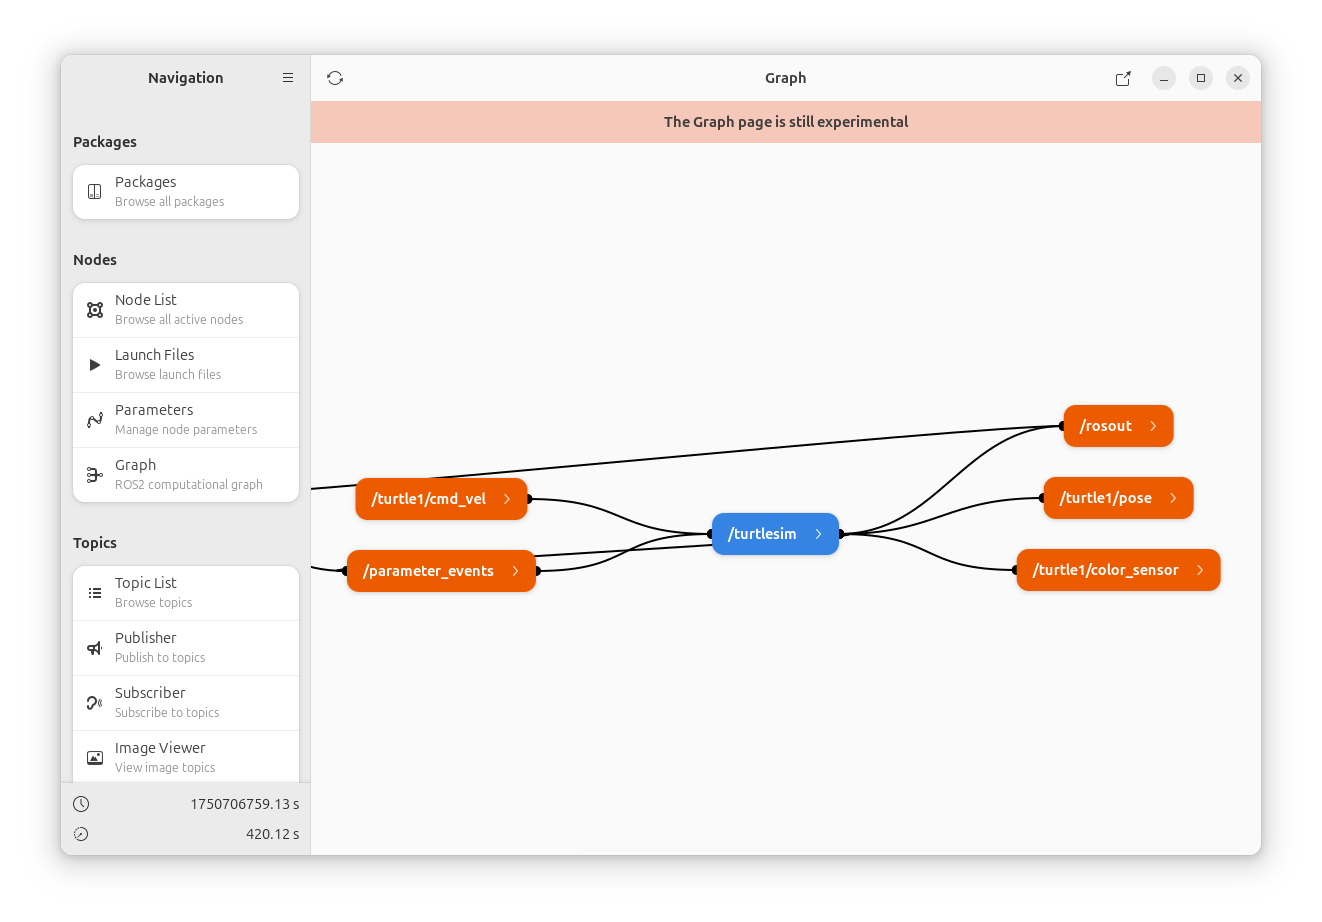 Navigation
Graph
The Graph page is still experimental
Packages
Packages
Browse all packages
Nodes
Node List
Browse all active nodes
Launch Files
Browse launch files
Parameters
Manage node parameters
Graph
ROS2 computational graph
Topics
Topic List
Browse topics
Publisher
Publish to topics
Subscriber
Subscribe to topics
Image Viewer
View image topics
1750706759.13 s
420.12 s
/rosout
/turtle1/cmd_vel
/turtle1/pose
/turtlesim
/parameter_events
/turtle1/color_sensor